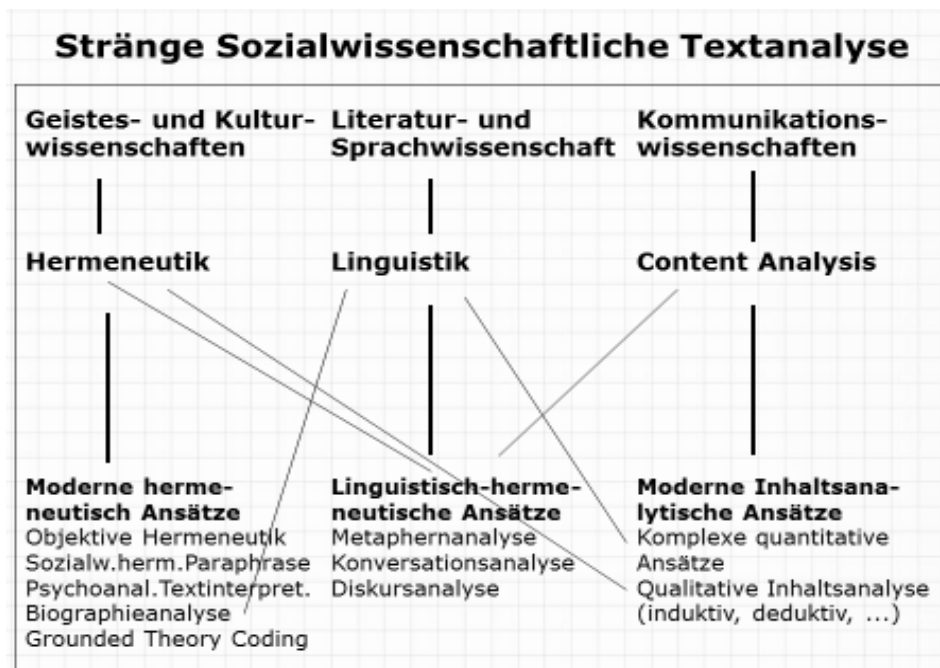 Stränge Sozialwissenschaftliche Textanalyse
Geistes- und Kultur-
wissenschaften
Literatur- und
Sprachwissenschaft
Kommunikations-
wissenschaften
Hermeneutik
Linguistik
Content Analysis
Moderne herme-
neutisch Ansätze
Objektive Hermeneutik
Sozialw.herm.Paraphrase
Psychoanal.Textinterpret.
Biographieanalyse
Grounded Theory Coding
Linguistisch-herme-
neutische Ansätze
Metaphernanalyse
Konversationsanalyse
Diskursanalyse
Moderne Inhaltsana-
lytische Ansätze
Komplexe quantitative
Ansätze
Qualitative Inhaltsanalyse
(induktiv, deduktiv, ...)